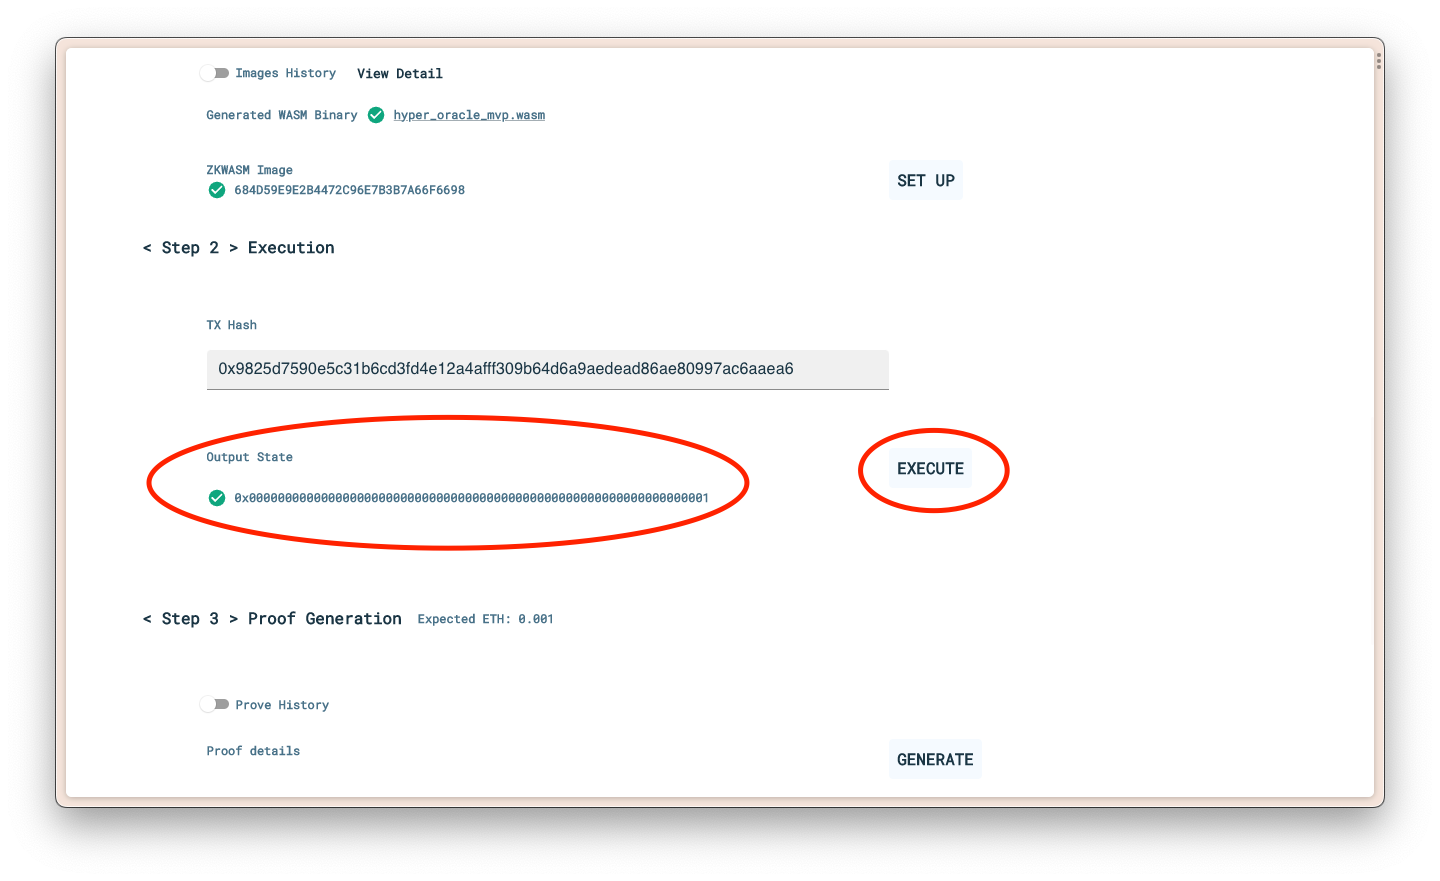 Images History View Detail
Generated WASM Binary hyper_oracle_mvp.wasm
ZKWASM Image
684D59E9E2B4472C96E7B3B7A66F6698
SET UP
< Step 2 > Execution
TX Hash
0x9825d7590e5c31b6cd3fd4e12a4afff309b64d6a9aedead86ae80997ac6aaea6
Output State
EXECUTE
0x0000000000000000000000000000000000000000000000000000000000000001
< Step 3 > Proof Generation Expected ETH: 0.001
Prove History
Proof details
GENERATE